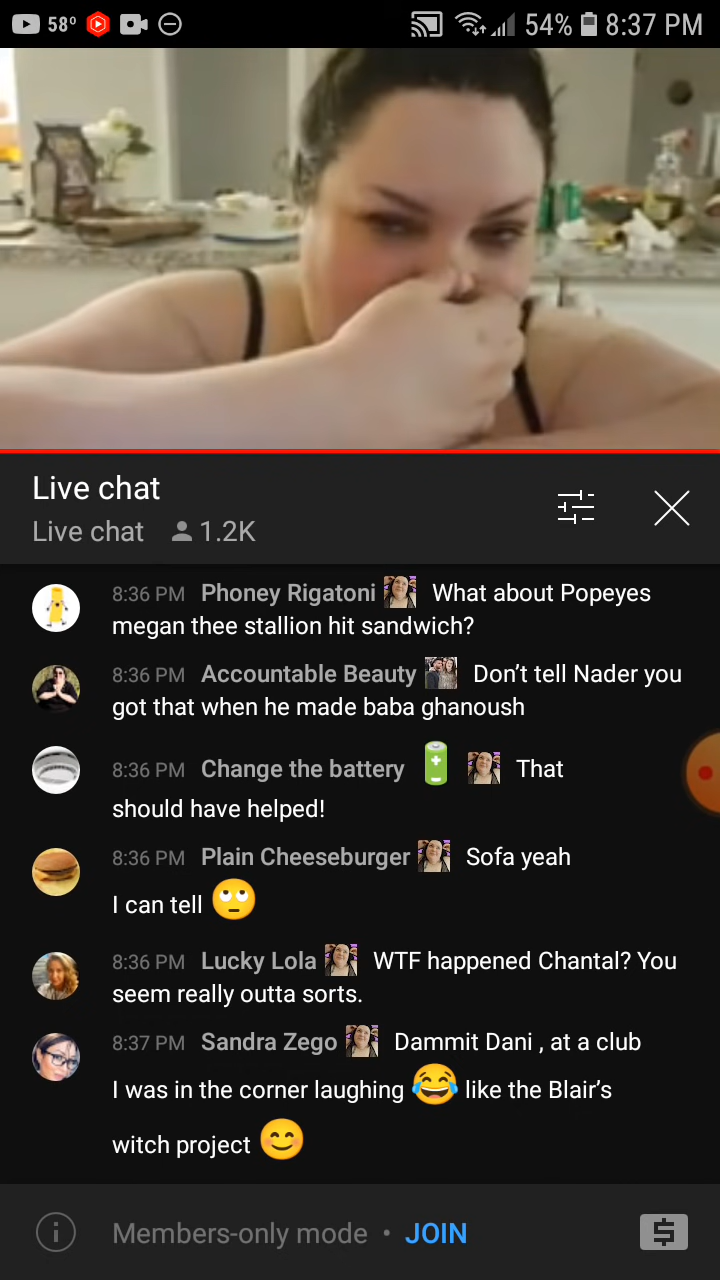 58° 54% 8:37 PM
Live chat
Live chat 1.2K
8:36 PM Phoney Rigatoni What about Popeyes
megan thee stallion hit sandwich?
8:36 PM Accountable Beauty Don’t tell Nader you
got that when he made baba ghanoush
8:36 PM Change the battery 🔋 That
should have helped!
8:36 PM Plain Cheeseburger Sofa yeah
I can tell 🙄
8:36 PM Lucky Lola WTF happened Chantal? You
seem really outta sorts.
8:37 PM Sandra Zego Dammit Dani , at a club
I was in the corner laughing 😂 like the Blair’s
witch project 😊
Members-only mode • JOIN